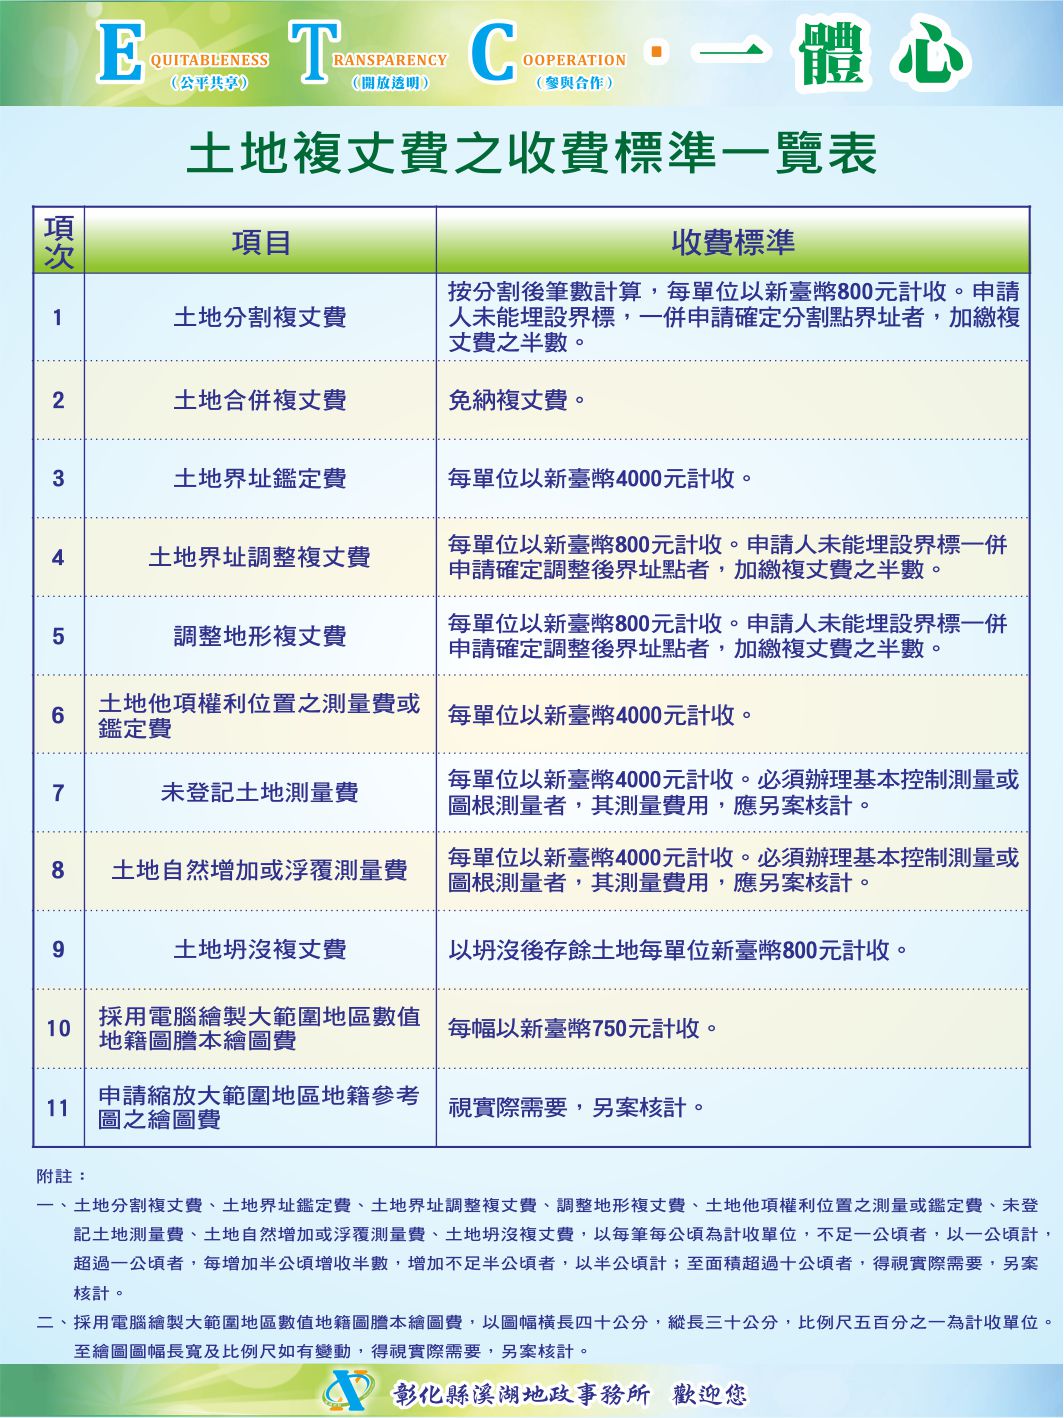 EQUITABLENESS TRANSPARENCY COOPERATION·一體心
（公平共享） （開放透明） （參與合作）
土地複丈費之收費標準一覽表
項次 項目 收費標準
1 土地分割複丈費 按分割後筆數計算，每單位以新臺幣800元計收。申請
人未能埋設界標，一併申請確定分割點界址者，加繳複
丈費之半數。
2 土地合併複丈費 免納複丈費。
3 土地界址鑑定費 每單位以新臺幣4000元計收。
4 土地界址調整複丈費 每單位以新臺幣800元計收。申請人未能埋設界標一併
申請確定調整後界址點者，加繳複丈費之半數。
5 調整地形複丈費 每單位以新臺幣800元計收。申請人未能埋設界標一併
申請確定調整後界址點者，加繳複丈費之半數。
6 土地他項權利位置之測量費或
鑑定費 每單位以新臺幣4000元計收。
7 未登記土地測量費 每單位以新臺幣4000元計收。必須辦理基本控制測量或
圖根測量者，其測量費用，應另案核計。
8 土地自然增加或浮覆測量費 每單位以新臺幣4000元計收。必須辦理基本控制測量或
圖根測量者，其測量費用，應另案核計。
9 土地坍沒複丈費 以坍沒後存餘土地每單位新臺幣800元計收。
10 採用電腦繪製大範圍地區數值
地籍圖謄本繪圖費 每幅以新臺幣750元計收。
11 申請縮放大範圍地區地籍參考
圖之繪圖費 視實際需要，另案核計。
附註：
一、土地分割複丈費、土地界址鑑定費、土地界址調整複丈費、調整地形複丈費、土地他項權利位置之測量或鑑定費、未登
記土地測量費、土地自然增加或浮覆測量費、土地坍沒複丈費，以每筆每公頃為計收單位，不足一公頃者，以一公頃計，
超過一公頃者，每增加半公頃增收半數，增加不足半公頃者，以半公頃計；至面積超過十公頃者，得視實際需要，另案
核計。
二、採用電腦繪製大範圍地區數值地籍圖謄本繪圖費，以圖幅橫長四十公分，縱長三十公分，比例尺五百分之一為計收單位。
至繪圖圖幅長寬及比例尺如有變動，得視實際需要，另案核計。
彰化縣溪湖地政事務所 歡迎您